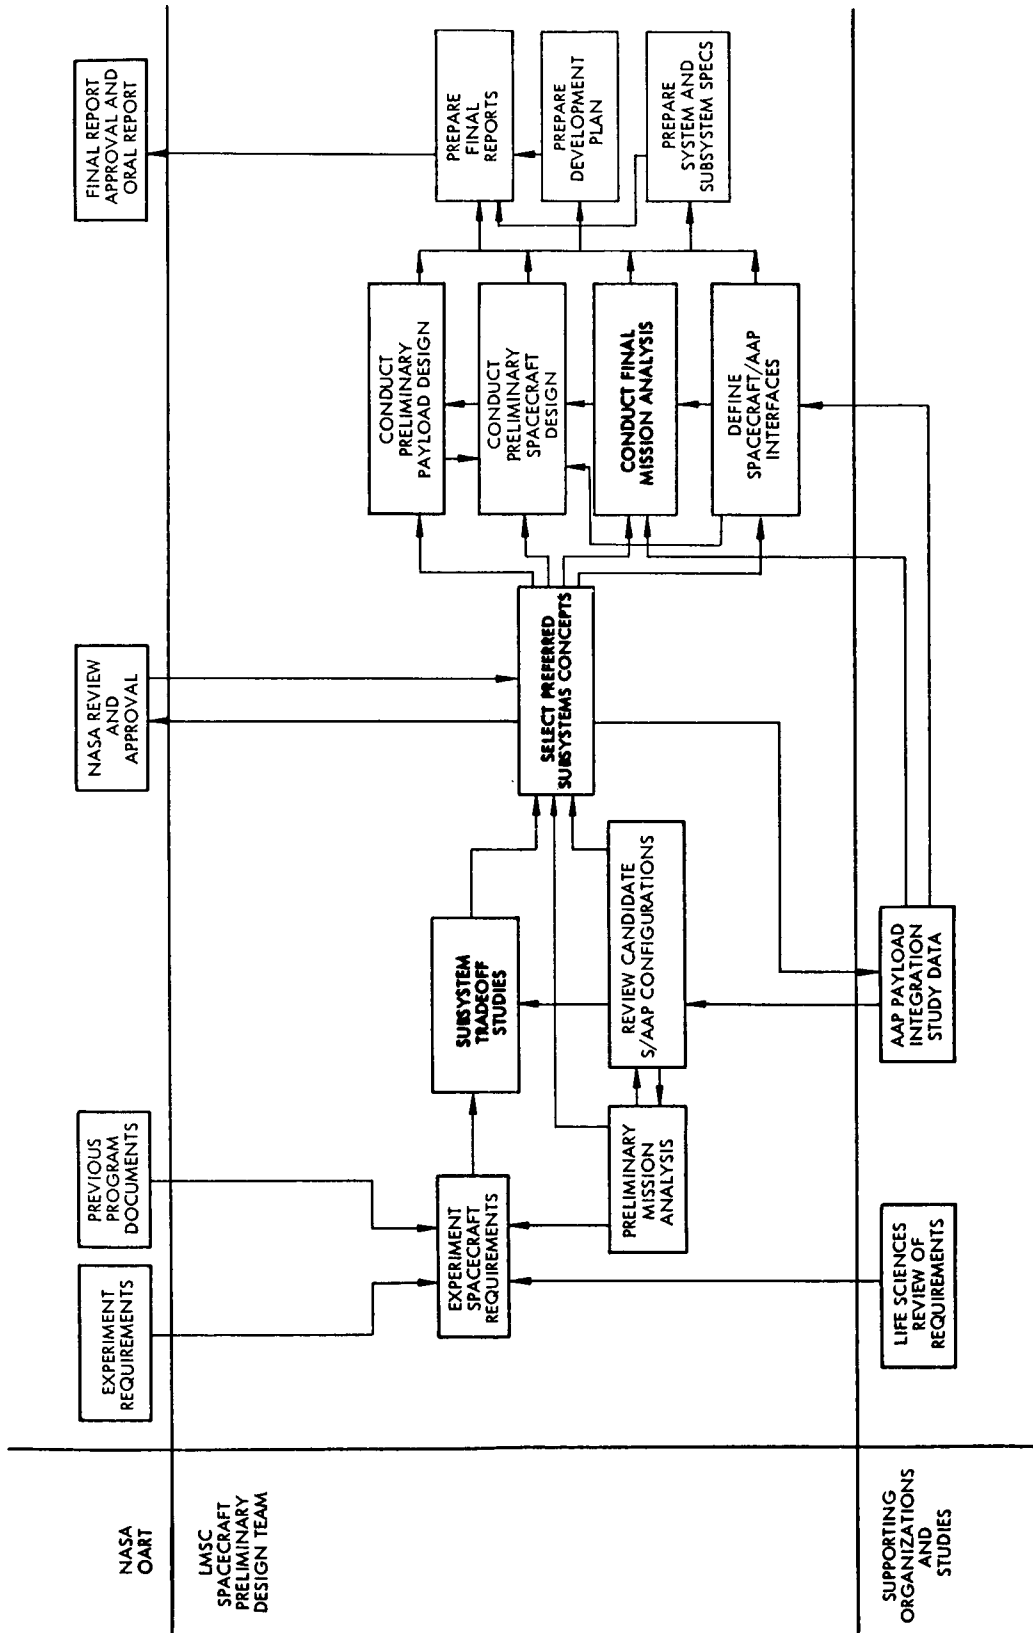 NASA
OART
EXPERIMENT
REQUIREMENTS
PREVIOUS
PROGRAM
DOCUMENTS
NASA REVIEW
AND
APPROVAL
FINAL REPORT
APPROVAL AND
ORAL REPORT
LMSC
SPACECRAFT
PRELIMINARY
DESIGN TEAM
EXPERIMENT
SPACECRAFT
REQUIREMENTS
SUBSYSTEM
TRADEOFF
STUDIES
PRELIMINARY
MISSION
ANALYSIS
REVIEW CANDIDATE
S/AAP CONFIGURATIONS
SELECT PREFERRED
SUBSYSTEMS CONCEPTS
CONDUCT
PRELIMINARY
PAYLOAD DESIGN
CONDUCT
PRELIMINARY
SPACECRAFT
DESIGN
CONDUCT FINAL
MISSION ANALYSIS
DEFINE
SPACECRAFT/AAP
INTERFACES
PREPARE
FINAL
REPORTS
PREPARE
DEVELOPMENT
PLAN
PREPARE
SYSTEM AND
SUBSYSTEM SPECS
SUPPORTING
ORGANIZATIONS
AND
STUDIES
LIFE SCIENCES
REVIEW OF
REQUIREMENTS
AAP PAYLOAD
INTEGRATION
STUDY DATA